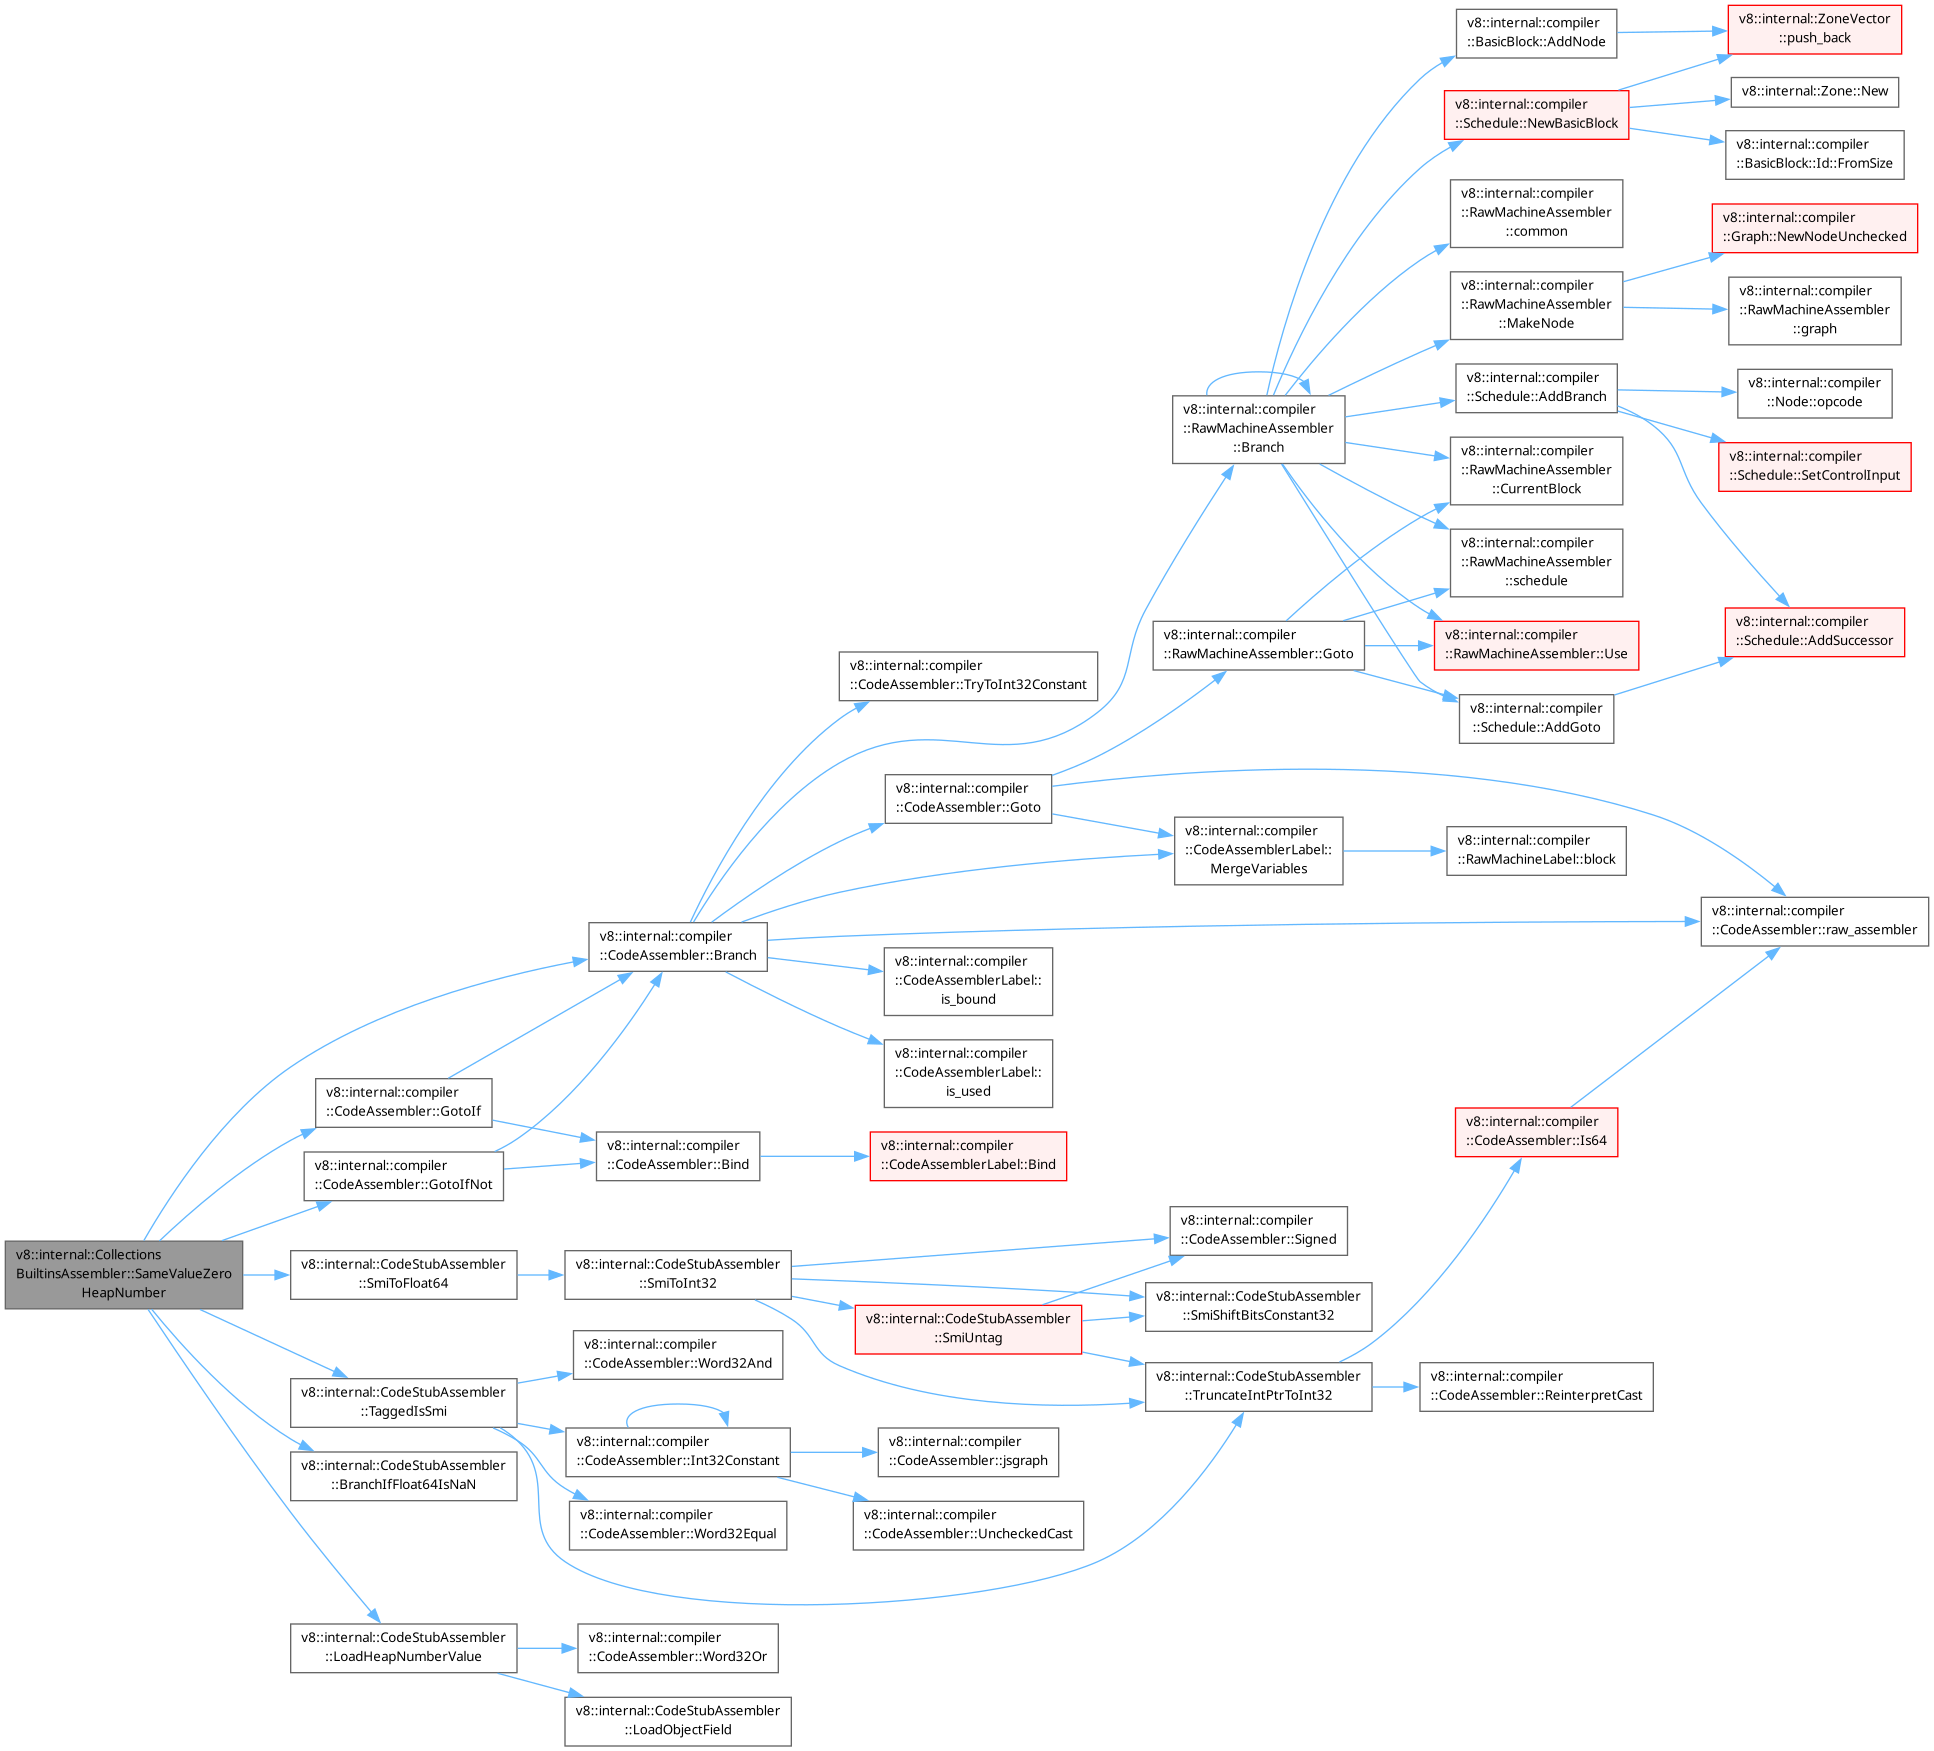 v8::internal::Collections
BuiltinsAssembler::SameValueZero
HeapNumber
v8::internal::compiler
::CodeAssembler::Branch
v8::internal::compiler
::CodeAssembler::GotoIf
v8::internal::compiler
::CodeAssembler::GotoIfNot
v8::internal::CodeStubAssembler
::SmiToFloat64
v8::internal::CodeStubAssembler
::TaggedIsSmi
v8::internal::CodeStubAssembler
::BranchIfFloat64IsNaN
v8::internal::CodeStubAssembler
::LoadHeapNumberValue
v8::internal::compiler
::CodeAssembler::Bind
v8::internal::CodeStubAssembler
::SmiToInt32
v8::internal::compiler
::CodeAssembler::Word32And
v8::internal::compiler
::CodeAssembler::Int32Constant
v8::internal::compiler
::CodeAssembler::Word32Equal
v8::internal::compiler
::CodeAssembler::Word32Or
v8::internal::CodeStubAssembler
::LoadObjectField
v8::internal::compiler
::CodeAssembler::TryToInt32Constant
v8::internal::compiler
::CodeAssembler::Goto
v8::internal::compiler
::CodeAssemblerLabel::
is_bound
v8::internal::compiler
::CodeAssemblerLabel::
is_used
v8::internal::compiler
::CodeAssemblerLabel::Bind
v8::internal::CodeStubAssembler
::SmiUntag
v8::internal::compiler
::CodeAssembler::jsgraph
v8::internal::compiler
::CodeAssembler::UncheckedCast
v8::internal::compiler
::RawMachineAssembler
::Branch
v8::internal::compiler
::RawMachineAssembler::Goto
v8::internal::compiler
::CodeAssemblerLabel::
MergeVariables
v8::internal::compiler
::CodeAssembler::Signed
v8::internal::CodeStubAssembler
::SmiShiftBitsConstant32
v8::internal::CodeStubAssembler
::TruncateIntPtrToInt32
v8::internal::compiler
::BasicBlock::AddNode
v8::internal::compiler
::Schedule::NewBasicBlock
v8::internal::compiler
::RawMachineAssembler
::common
v8::internal::compiler
::RawMachineAssembler
::MakeNode
v8::internal::compiler
::Schedule::AddBranch
v8::internal::compiler
::RawMachineAssembler
::CurrentBlock
v8::internal::compiler
::RawMachineAssembler
::schedule
v8::internal::compiler
::RawMachineAssembler::Use
v8::internal::compiler
::Schedule::AddGoto
v8::internal::compiler
::RawMachineLabel::block
v8::internal::compiler
::CodeAssembler::Is64
v8::internal::compiler
::CodeAssembler::ReinterpretCast
v8::internal::ZoneVector
::push_back
v8::internal::Zone::New
v8::internal::compiler
::BasicBlock::Id::FromSize
v8::internal::compiler
::Graph::NewNodeUnchecked
v8::internal::compiler
::RawMachineAssembler
::graph
v8::internal::compiler
::Node::opcode
v8::internal::compiler
::Schedule::SetControlInput
v8::internal::compiler
::Schedule::AddSuccessor
v8::internal::compiler
::CodeAssembler::raw_assembler